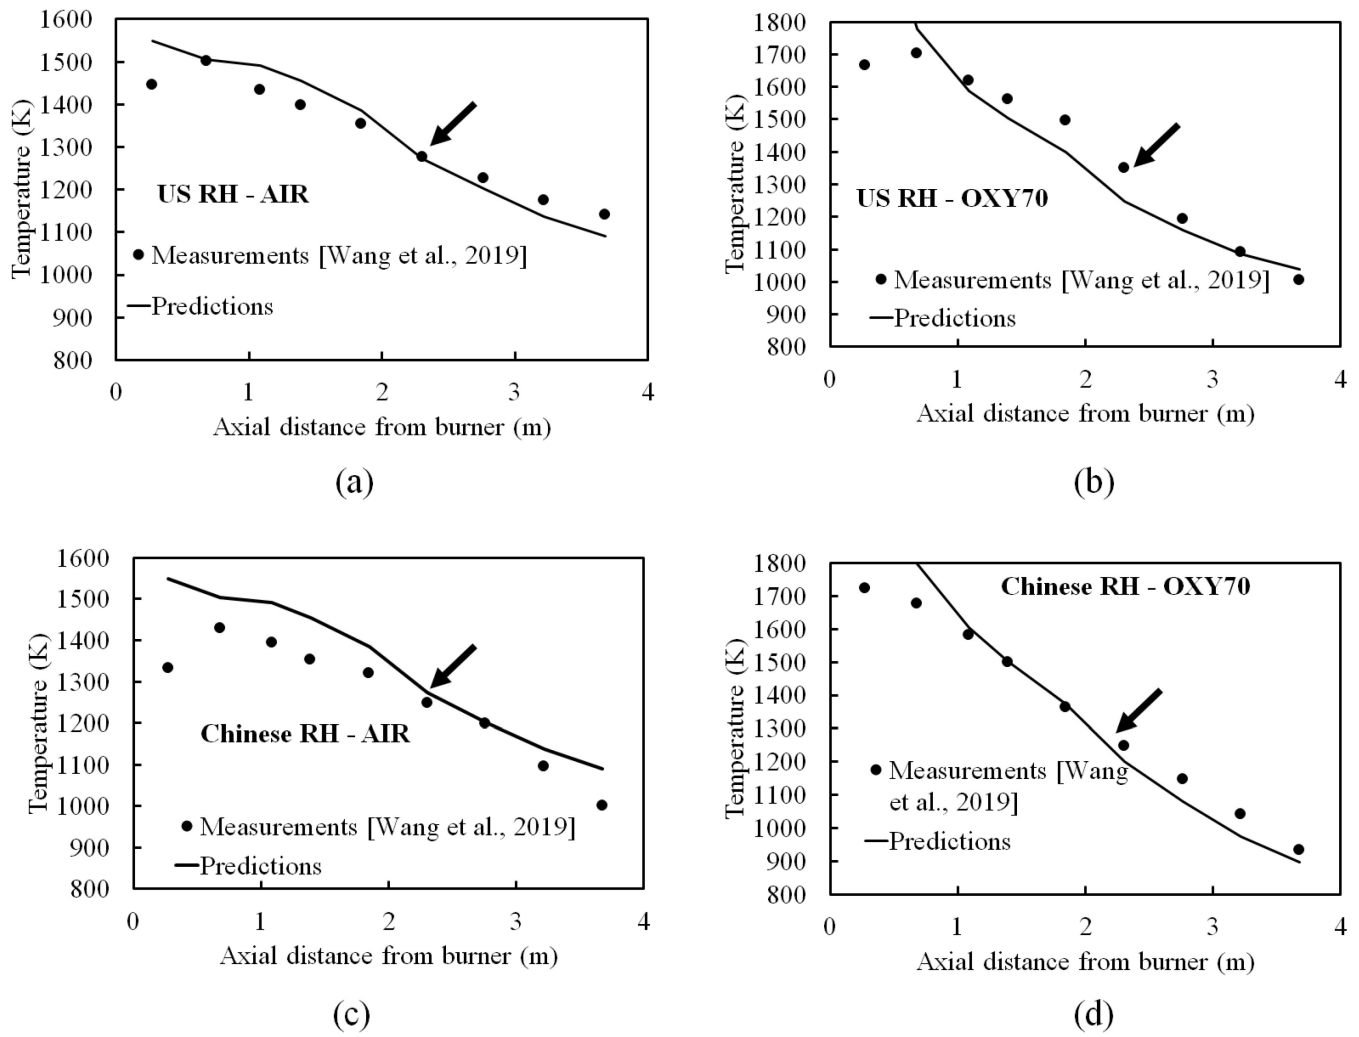 1600
1500
1400
1300
1200
1100
1000
900
800
Temperature (K)
US RH - AIR
Measurements [Wang et al., 2019]
Predictions
0 1 2 3 4
Axial distance from burner (m)
(a)
1800
1700
1600
1500
1400
1300
1200
1100
1000
900
800
Temperature (K)
US RH - OXY70
Measurements [Wang et al., 2019]
Predictions
0 1 2 3 4
Axial distance from burner (m)
(b)
1600
1500
1400
1300
1200
1100
1000
900
800
Temperature (K)
Chinese RH - AIR
Measurements [Wang et al., 2019]
Predictions
0 1 2 3 4
Axial distance from burner (m)
(c)
1800
1700
1600
1500
1400
1300
1200
1100
1000
900
800
Temperature (K)
Chinese RH - OXY70
Measurements [Wang
et al., 2019]
Predictions
0 1 2 3 4
Axial distance from burner (m)
(d)